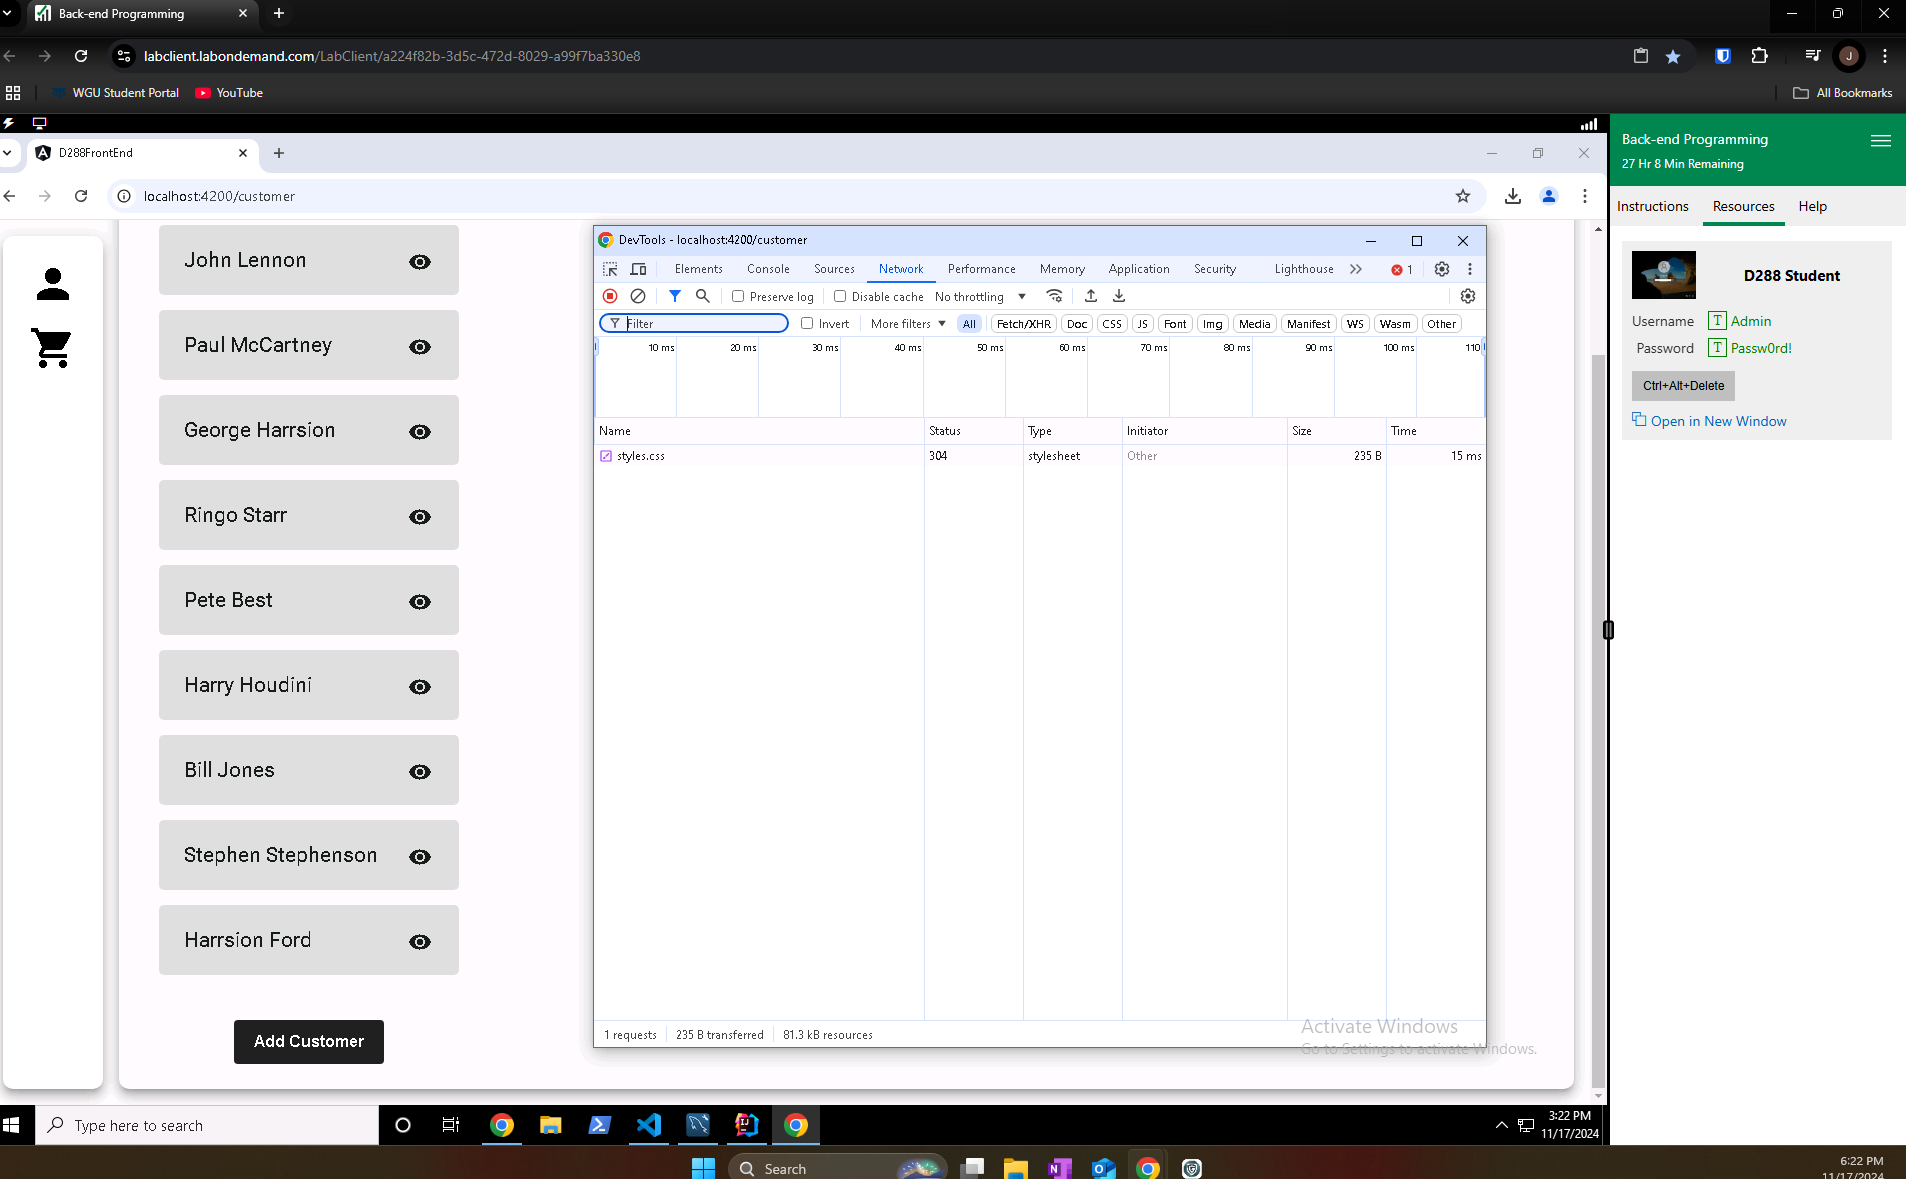 Back-end Programming
labclient.labondemand.com/LabClient/a224f82b-3d5c-472d-8029-a99f7ba330e8
J
WGU Student Portal
YouTube
All Bookmarks
D288FrontEnd
localhost:4200/customer
John Lennon
Paul McCartney
George Harrsion
Ringo Starr
Pete Best
Harry Houdini
Bill Jones
Stephen Stephenson
Harrsion Ford
Add Customer
DevTools - localhost:4200/customer
Elements Console Sources Network Performance Memory Application Security Lighthouse 1
Preserve log Disable cache No throttling
Filter Invert More filters All Fetch/XHR Doc CSS JS Font Img Media Manifest WS Wasm Other
10 ms 20 ms 30 ms 40 ms 50 ms 60 ms 70 ms 80 ms 90 ms 100 ms 110
Name Status Type Initiator Size Time
styles.css 304 stylesheet Other 235 B 15 ms
1 requests 235 B transferred 81.3 kB resources
Activate Windows
Go to Settings to activate Windows.
Back-end Programming
27 Hr 8 Min Remaining
Instructions Resources Help
D288 Student
Username T Admin
Password T Passw0rd!
Ctrl+Alt+Delete
Open in New Window
Type here to search
3:22 PM
11/17/2024
Search
6:22 PM
11/17/2024